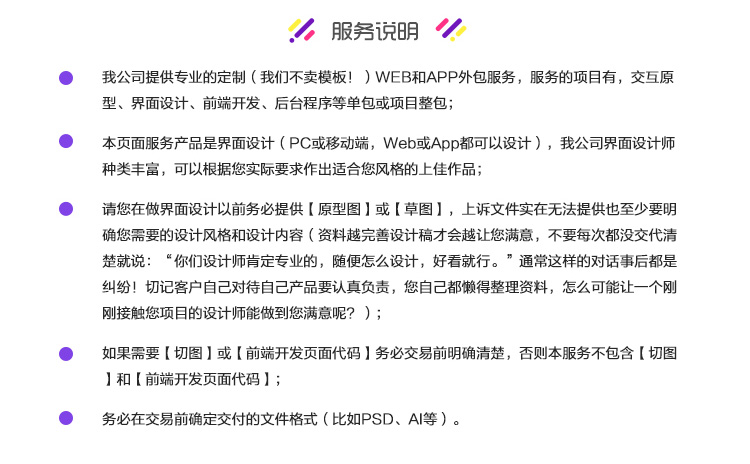 服务说明
我公司提供专业的定制（我们不卖模板！）WEB和APP外包服务，服务的项目有，交互原
型、界面设计、前端开发、后台程序等单包或项目整包；
本页面服务产品是界面设计（PC或移动端，Web或App都可以设计），我公司界面设计师
种类丰富，可以根据您实际要求作出适合您风格的上佳作品；
请您在做界面设计以前务必提供【原型图】或【草图】，上诉文件实在无法提供也至少要明
确您需要的设计风格和设计内容（资料越完善设计稿才会越让您满意，不要每次都没交代清
楚就说：“你们设计师肯定专业的，随便怎么设计，好看就行。”通常这样的对话事后都是
纠纷！切记客户自己对待自己产品要认真负责，您自己都懒得整理资料，怎么可能让一个刚
刚接触您项目的设计师能做到您满意呢？）；
如果需要【切图】或【前端开发页面代码】务必交易前明确清楚，否则本服务不包含【切图
】和【前端开发页面代码】；
务必在交易前确定交付的文件格式（比如PSD、AI等）。